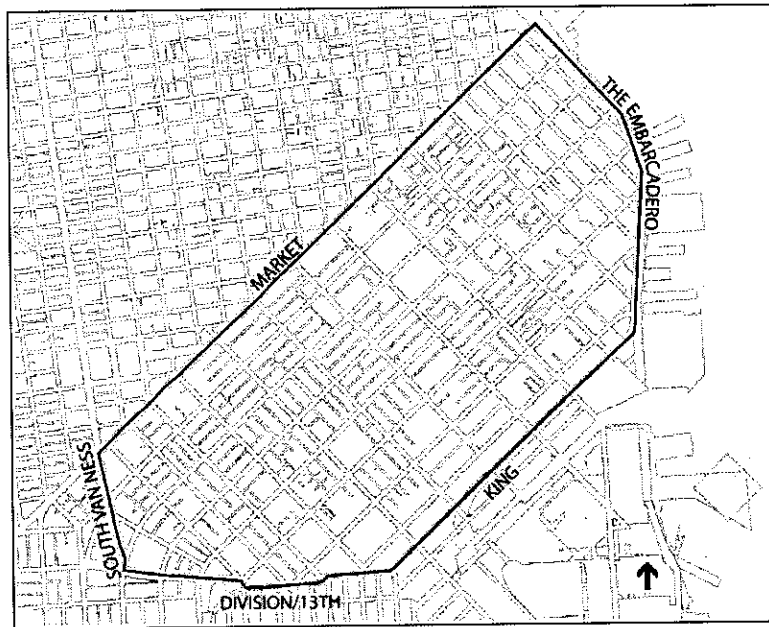 THE EMBARCADERO
MARKET
SOUTH VAN NESS
KING
DIVISION/13TH